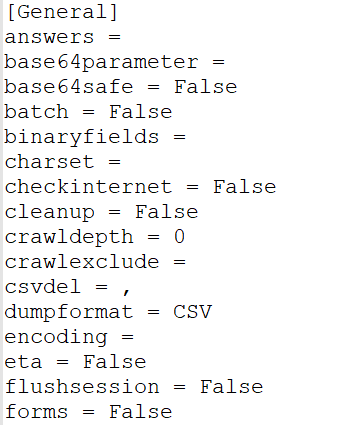 [General]
answers =
base64parameter =
base64safe = False
batch = False
binaryfields =
charset =
checkinternet = False
cleanup = False
crawldepth = 0
crawlexclude =
csvdel = ,
dumpformat = CSV
encoding =
eta = False
flushsession = False
forms = False